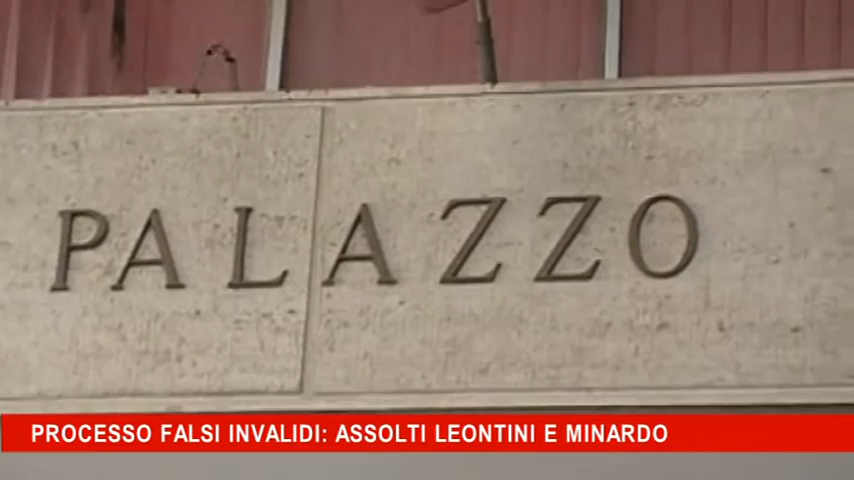 PALAZZO
PROCESSO FALSI INVALIDI: ASSOLTI LEONTINI E MINARDO